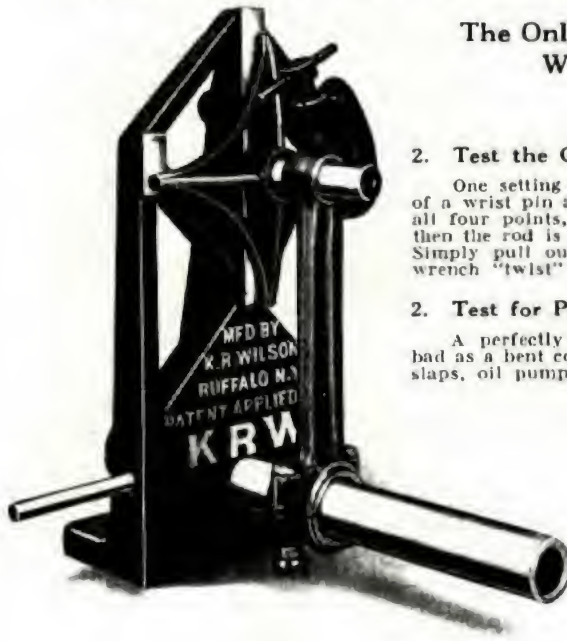 The Onl
W
2. Test the C
One setting
of a wrist pin a
all four points,
then the rod is
Simply pull ou
wrench "twist"
2. Test for P
A perfectly
bad as a bent co
slaps, oil pump
MFD BY
K.R WILSON
BUFFALO N.Y
PATENT APPLIED
KRW